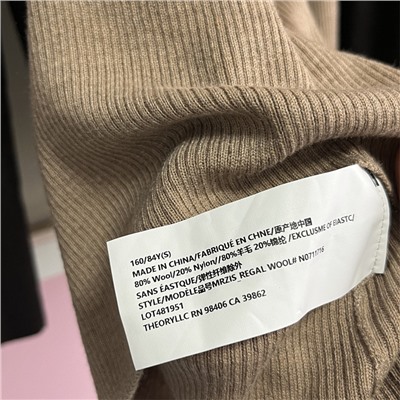 160/84Y(S)
MADE IN CHINA/FABRIQUÉ EN CHNE/原产地中国
80% Wool/20% Nylon//80%羊毛 20%锦纶 /EXCLUSME OF EŁASTC/
SANS ÉASTQUE/弹性纤维除外
STYLE/MODÈLE品号MRZIS_REGAL WOOL# N0711716
LOT481951
THEORYLLC RN 98406 CA 39862